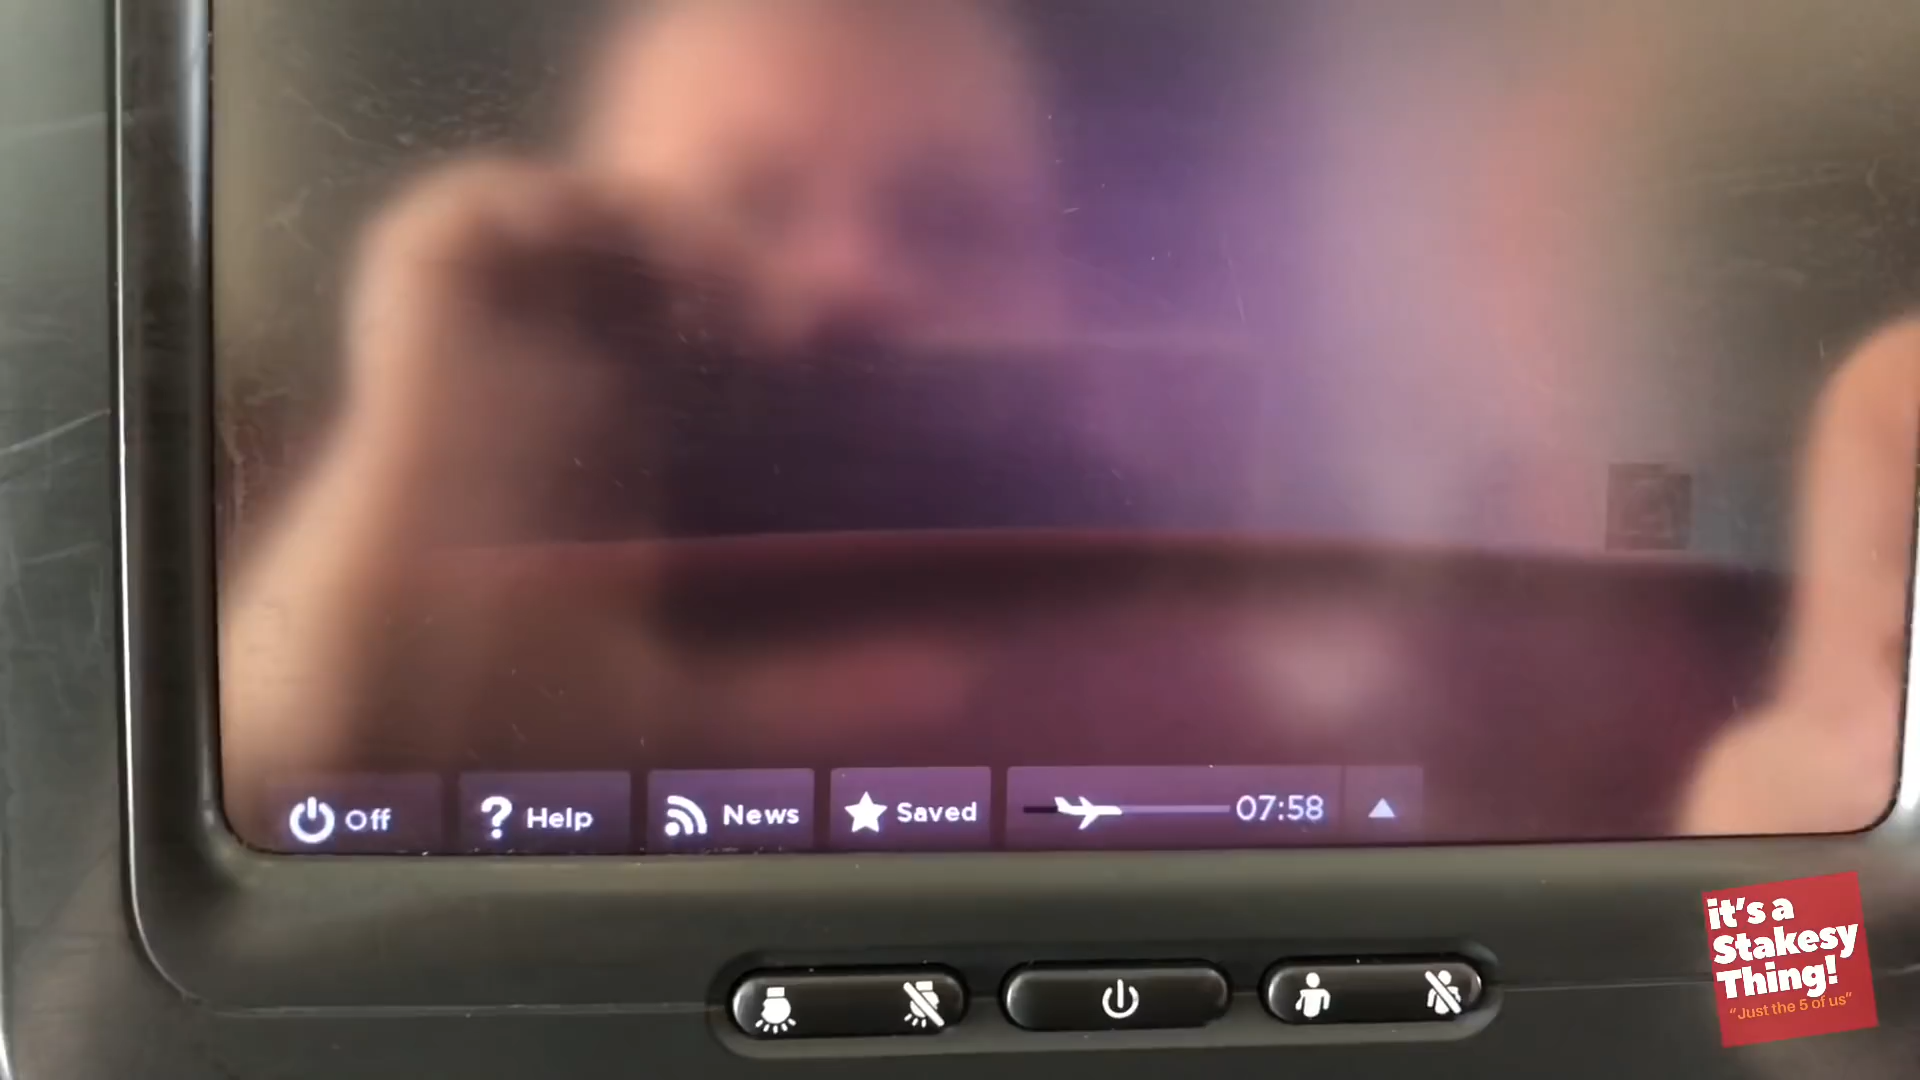 Off
Help
News
Saved
07:58
it's a
Stakesy
Thing!
"Just the 5 of us"